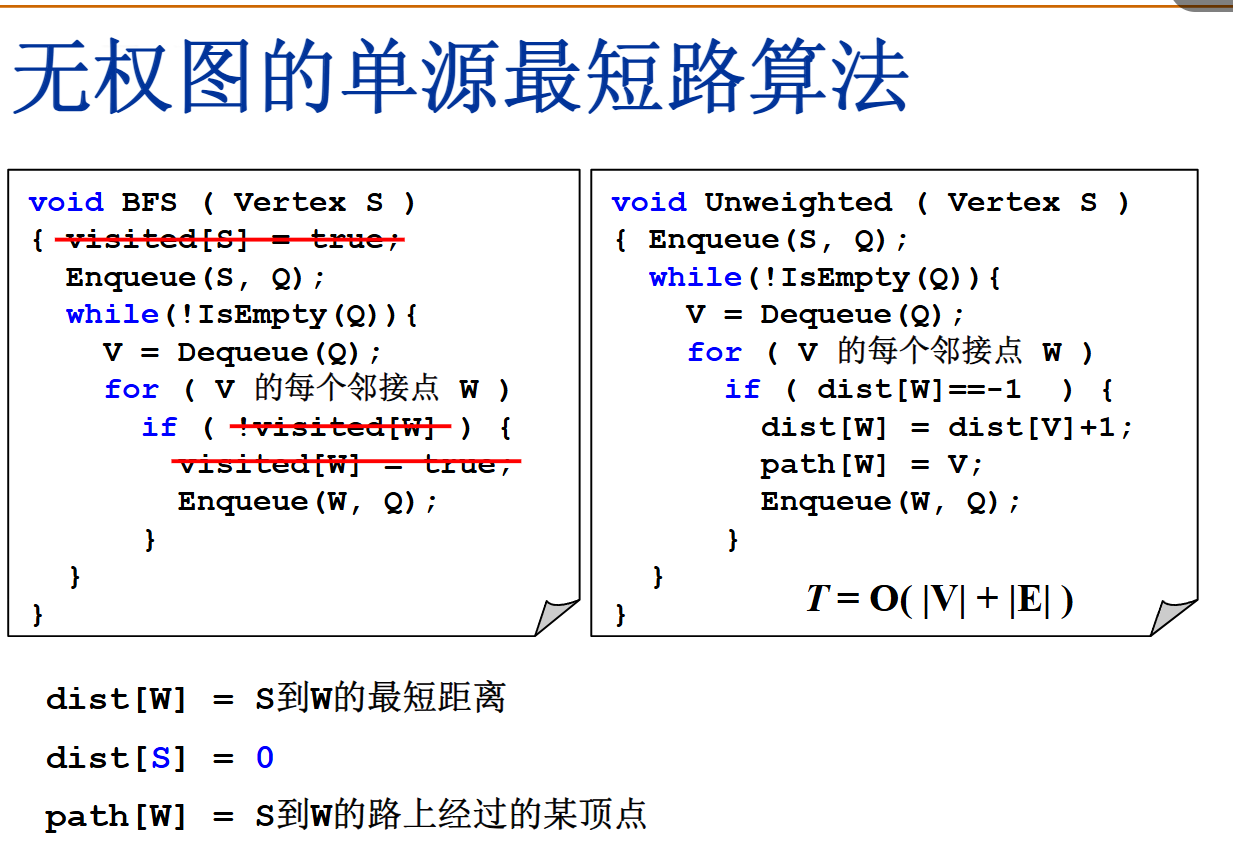 无权图的单源最短路算法
void BFS ( Vertex S )
{ visited[S] = true;
Enqueue(S, Q);
while(!IsEmpty(Q)){
V = Dequeue(Q);
for ( V 的每个邻接点 W )
if ( !visited[W] ) {
visited[W] = true;
Enqueue(W, Q);
}
}
}
void Unweighted ( Vertex S )
{ Enqueue(S, Q);
while(!IsEmpty(Q)){
V = Dequeue(Q);
for ( V 的每个邻接点 W )
if ( dist[W]==-1 ) {
dist[W] = dist[V]+1;
path[W] = V;
Enqueue(W, Q);
}
}
}
T = O( |V| + |E| )
dist[W] = S到W的最短距离
dist[S] = 0
path[W] = S到W的路上经过的某顶点